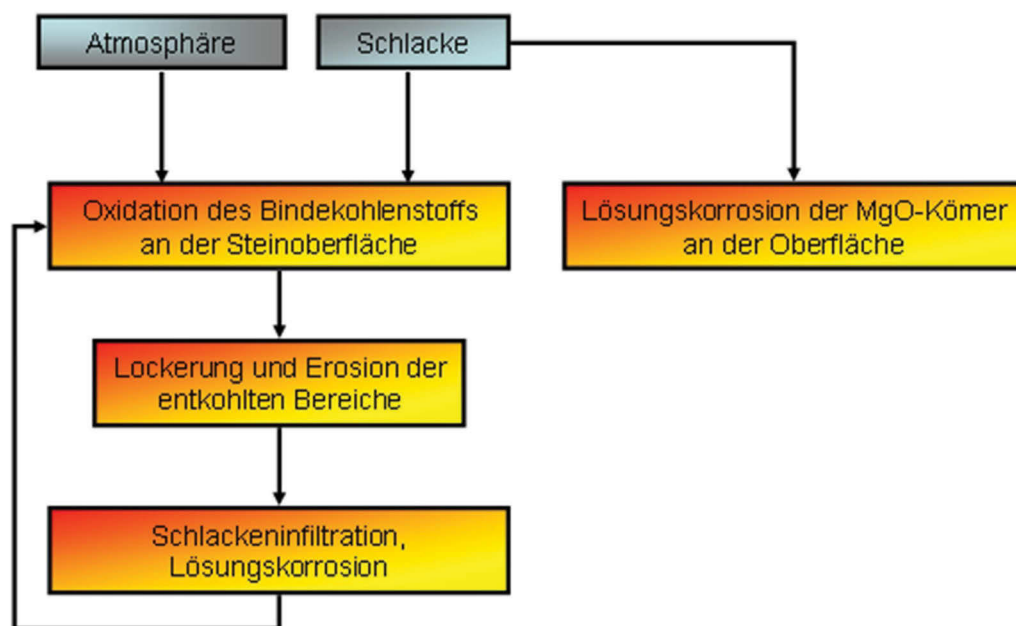 Atmosphäre
Schlacke
Oxidation des Bindekohlenstoffs
an der Steinoberfläche
Lösungskorrosion der MgO-Körner
an der Oberfläche
Lockerung und Erosion der
entkohlten Bereiche
Schlackeninfiltration,
Lösungskorrosion